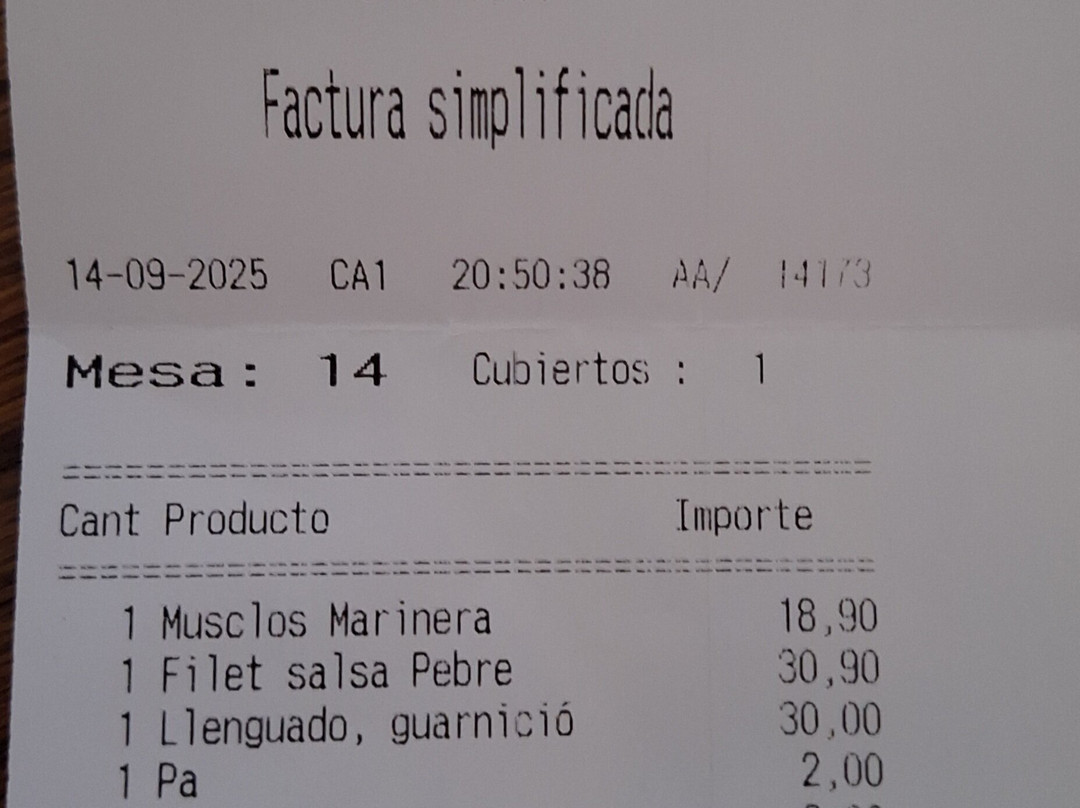 Factura simplificada
14-09-2025 CA1 20:50:38 AA/ 14173
Mesa: 14 Cubiertos : 1
===================================
Cant Producto Importe
===================================
1 Musclos Marinera 18,90
1 Filet salsa Pebre 30,90
1 Llenguado, guarnició 30,00
1 Pa 2,00